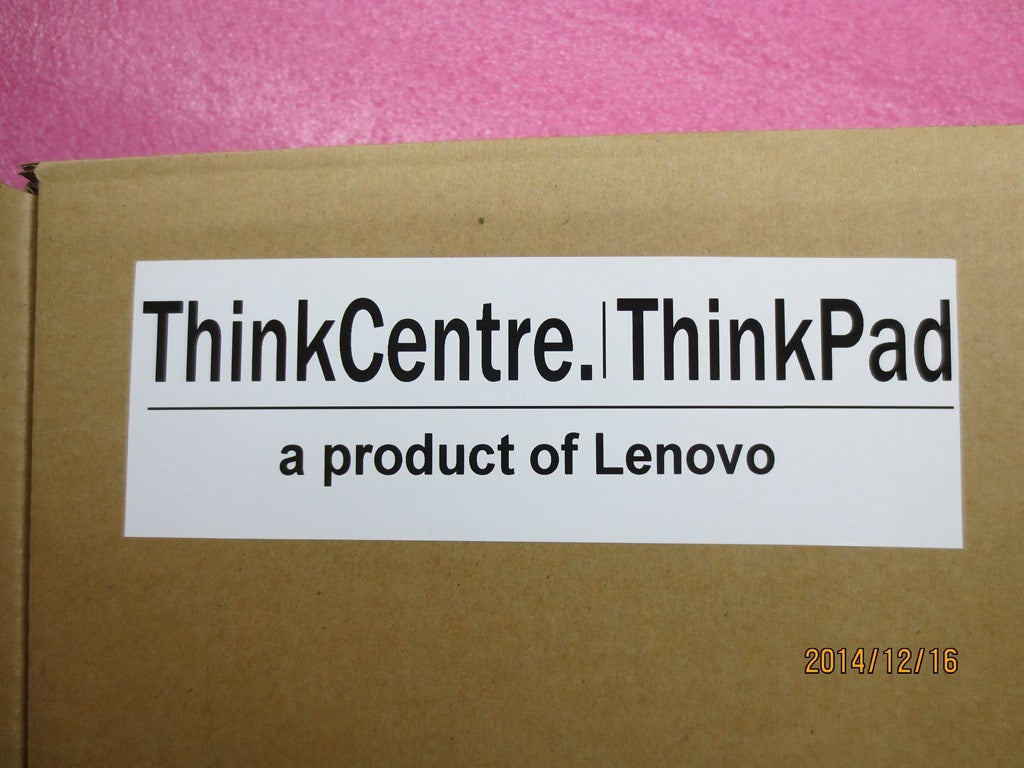 ThinkCentre.|ThinkPad
a product of Lenovo
2014/12/16